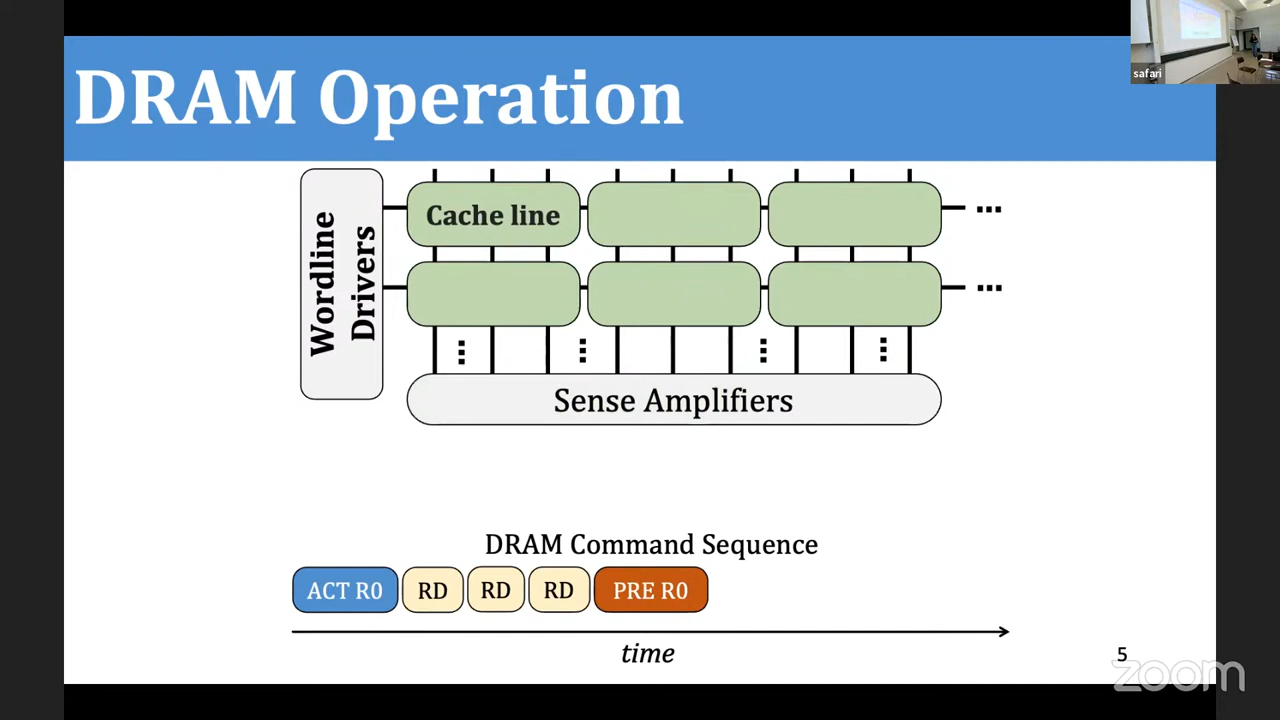 safari
DRAM Operation
Wordline
Drivers
Cache line
...
...
Sense Amplifiers
DRAM Command Sequence
ACT R0 RD RD RD PRE R0
time
5
zoom